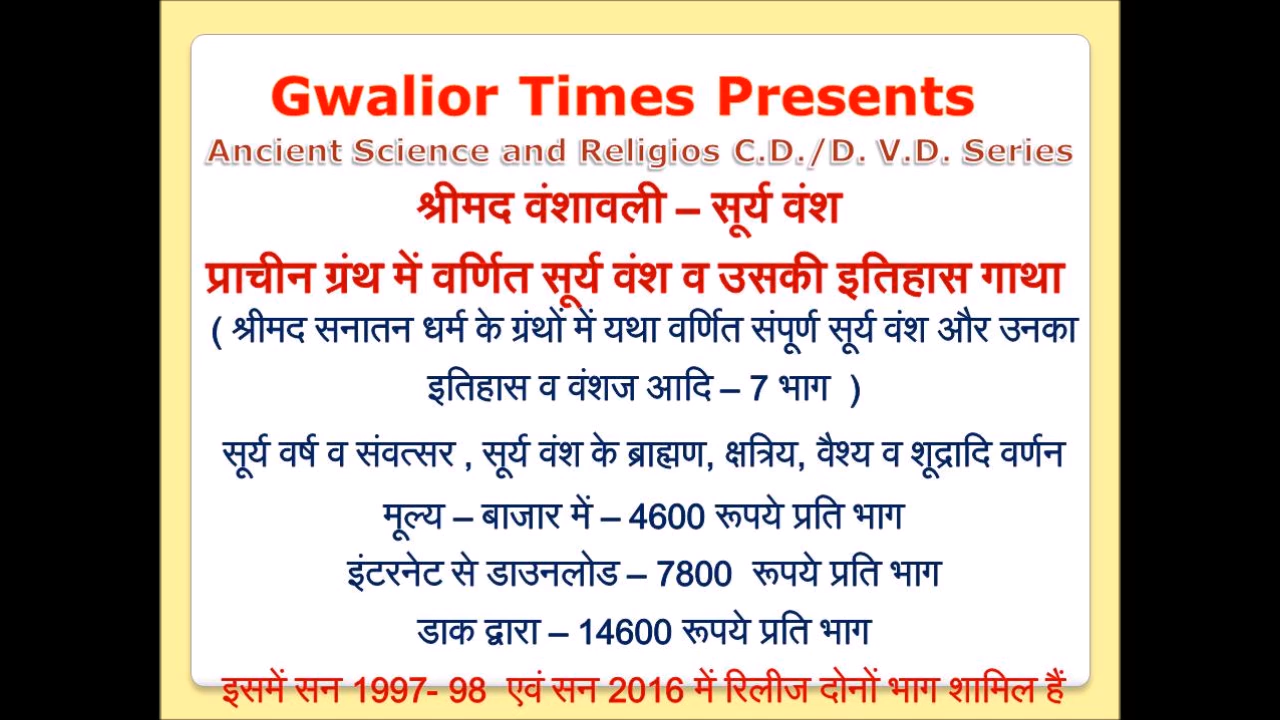 Gwalior Times Presents
Ancient Science and Religios C.D./D. V.D. Series
श्रीमद वंशावली – सूर्य वंश
प्राचीन ग्रंथ में वर्णित सूर्य वंश व उसकी इतिहास गाथा
( श्रीमद सनातन धर्म के ग्रंथों में यथा वर्णित संपूर्ण सूर्य वंश और उनका
इतिहास व वंशज आदि – 7 भाग )
सूर्य वर्ष व संवत्सर , सूर्य वंश के ब्राह्मण, क्षत्रिय, वैश्य व शूद्रादि वर्णन
मूल्य – बाजार में – 4600 रूपये प्रति भाग
इंटरनेट से डाउनलोड – 7800 रूपये प्रति भाग
डाक द्वारा – 14600 रूपये प्रति भाग
इसमें सन 1997- 98 एवं सन 2016 में रिलीज दोनों भाग शामिल हैं